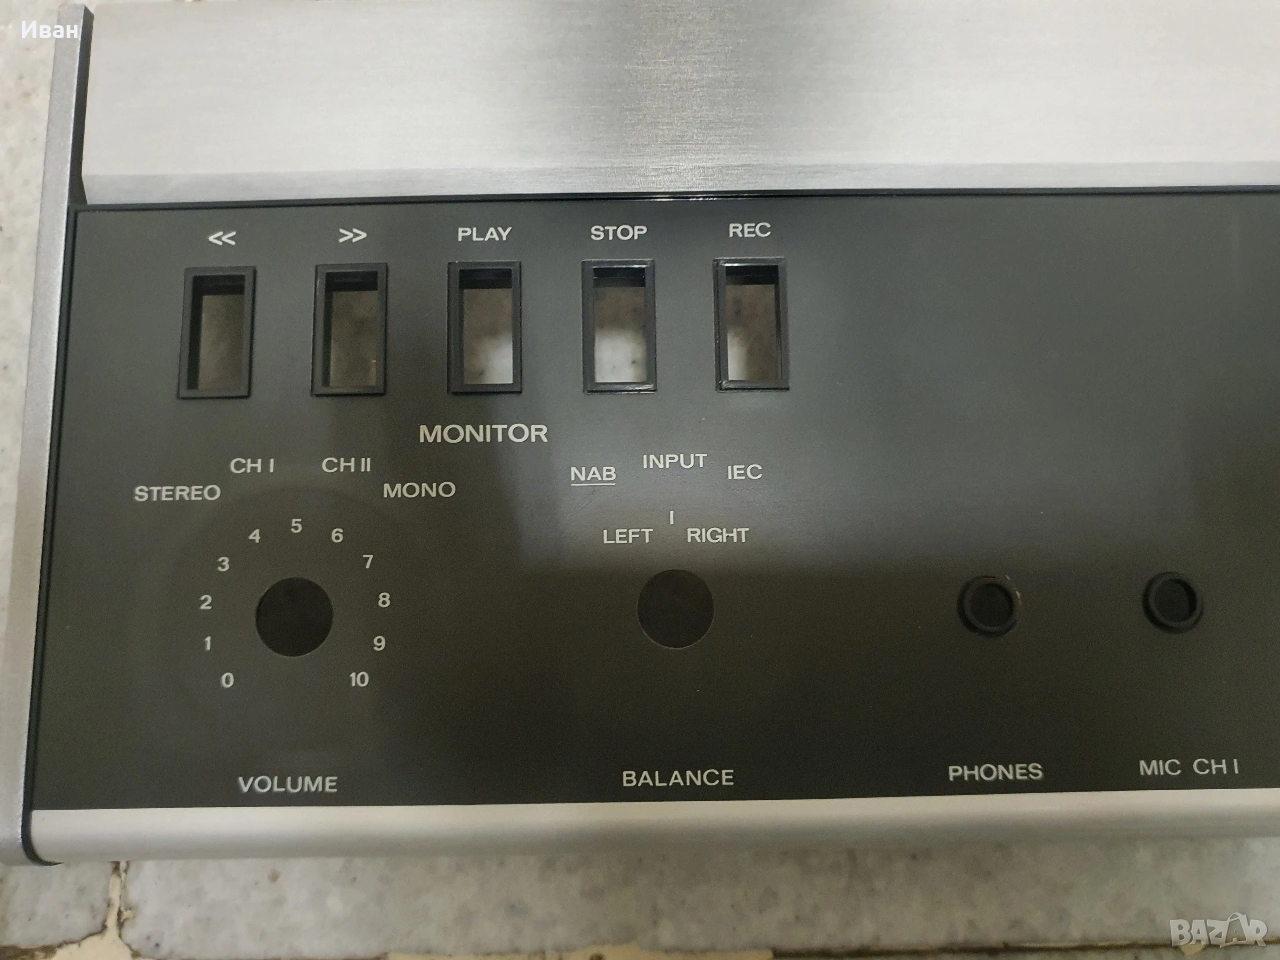 Иван
<< >> PLAY STOP REC
MONITOR
STEREO CH I CH II MONO
NAB INPUT IEC
0 1 2 3 4 5 6 7 8 9 10
LEFT I RIGHT
VOLUME BALANCE PHONES MIC CH I
BAZAR